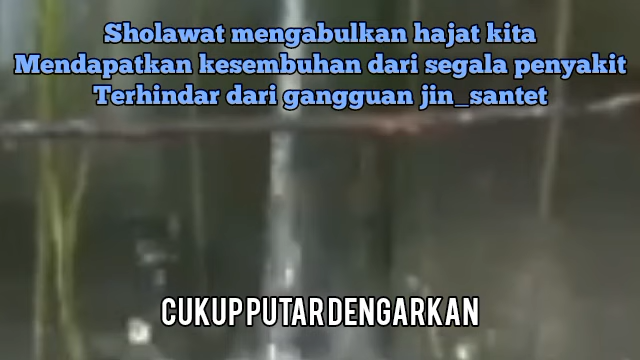 Sholawat mengabulkan hajat kita
Mendapatkan kesembuhan dari segala penyakit
Terhindar dari gangguan jin_santet
CUKUP PUTAR DENGARKAN